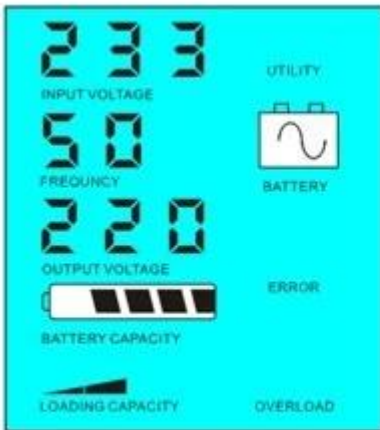 233
UTILITY
INPUT VOLTAGE
50
FREQUNCY
BATTERY
220
OUTPUT VOLTAGE
ERROR
BATTERY CAPACITY
LOADING CAPACITY
OVERLOAD